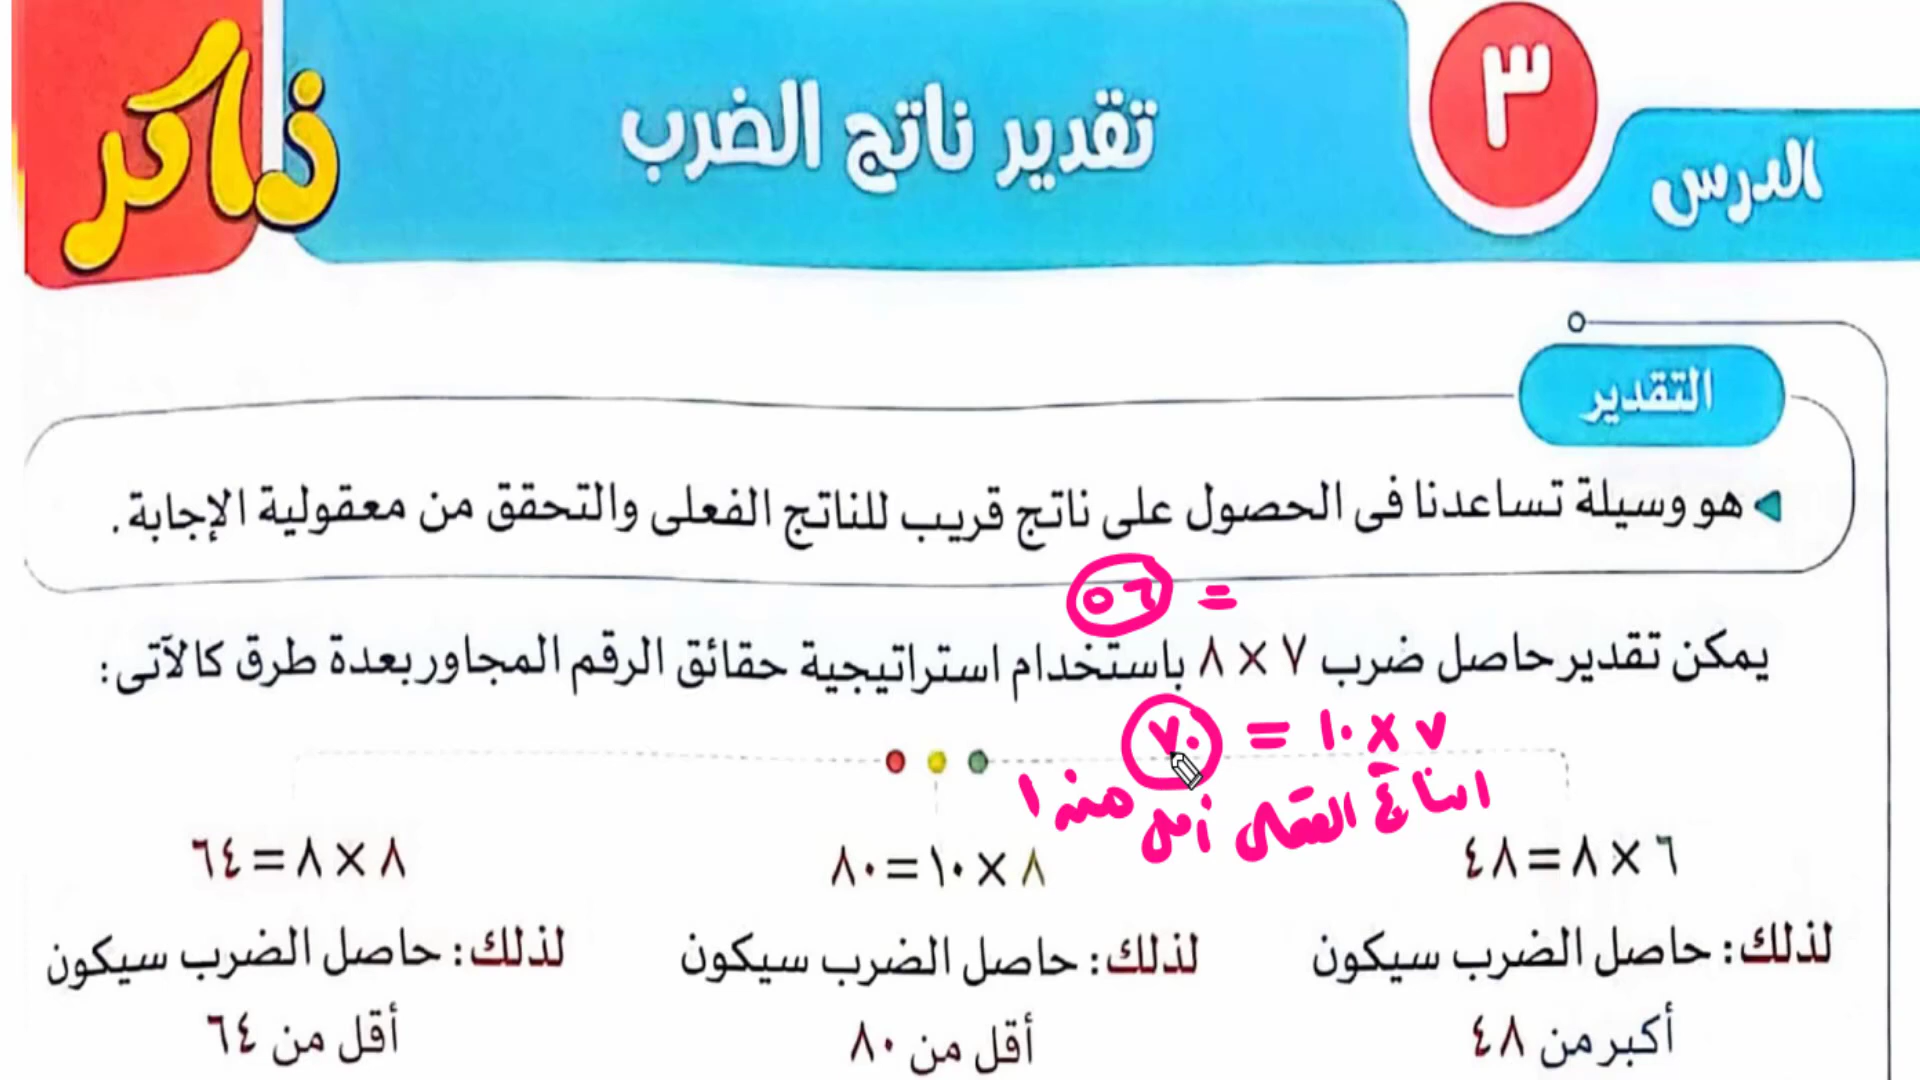 الدرس ٣
تقدير ناتج الضرب
ذاكر
التقدير
هو وسيلة تساعدنا فى الحصول على ناتج قريب للناتج الفعلى والتحقق من معقولية الإجابة.
= ٥٦
يمكن تقدير حاصل ضرب ٧ × ٨ باستخدام استراتيجية حقائق الرقم المجاور بعدة طرق كالآتى:
٧ × ١٠ = ٧٠
الناتج الفعلى أقل منه
٦ × ٨ = ٤٨
لذلك: حاصل الضرب سيكون
أكبر من ٤٨
٨ × ١٠ = ٨٠
لذلك: حاصل الضرب سيكون
أقل من ٨٠
٨ × ٨ = ٦٤
لذلك: حاصل الضرب سيكون
أقل من ٦٤